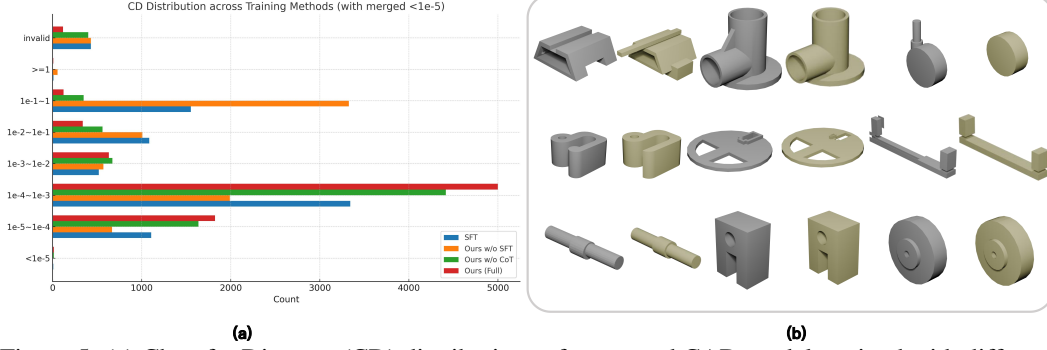 CD Distribution across Training Methods (with merged <1e-5)
invalid
>=1
1e-1~1
1e-2~1e-1
1e-3~1e-2
1e-4~1e-3
1e-5~1e-4
<1e-5
SFT
Ours w/o SFT
Ours w/o CoT
Ours (Full)
0 1000 2000 3000 4000 5000
Count
(a) (b)